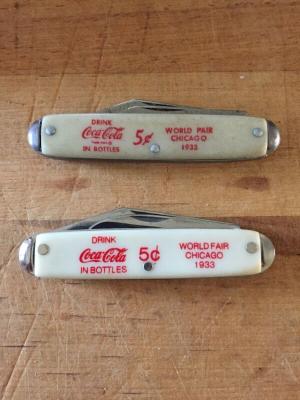 DRINK
Coca-Cola
IN BOTTLES
5¢
WORLD FAIR
CHICAGO
1933
DRINK
Coca-Cola
IN BOTTLES
5¢
WORLD FAIR
CHICAGO
1933